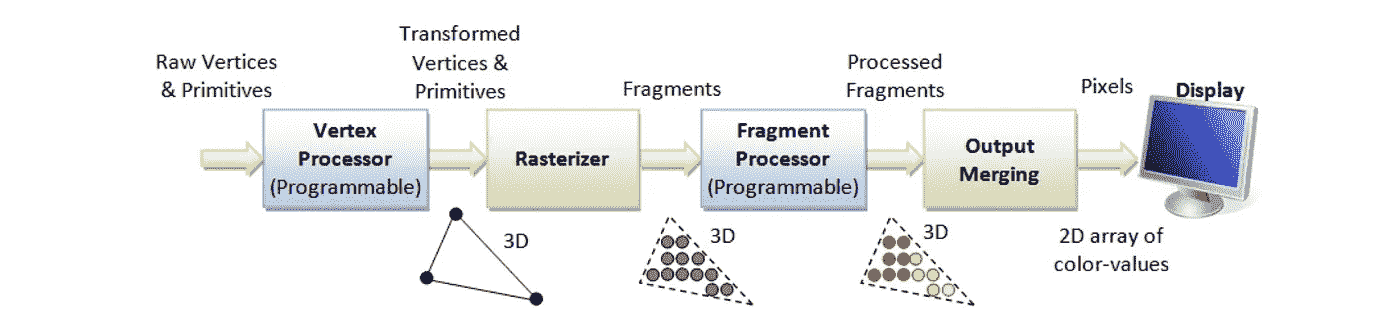 Raw Vertices
& Primitives
Vertex
Processor
(Programmable)
Transformed
Vertices &
Primitives
3D
Rasterizer
Fragments
3D
Fragment
Processor
(Programmable)
Processed
Fragments
3D
Output
Merging
Pixels
Display
2D array of
color-values